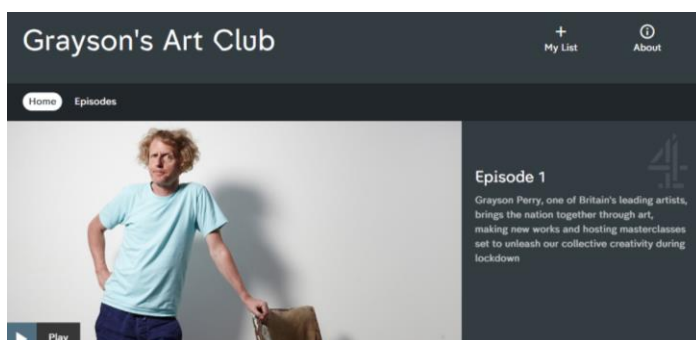 Grayson's Art Club
+
My List
About
Home
Episodes
Episode 1
Grayson Perry, one of Britain's leading artists,
brings the nation together through art,
making new works and hosting masterclasses
set to unleash our collective creativity during
lockdown
Play
4